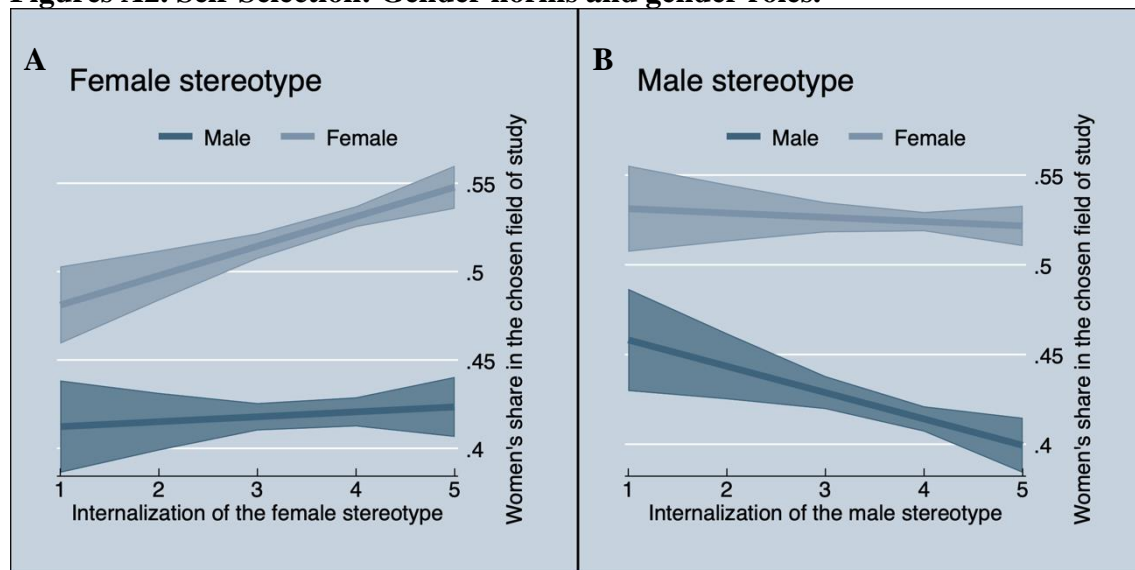 Figures A2. Self-Selection: Gender norms and gender roles.
A
Female stereotype
Male Female
.55
.5
.45
.4
1 2 3 4 5
Internalization of the female stereotype
Women's share in the chosen field of study
B
Male stereotype
Male Female
.55
.5
.45
.4
1 2 3 4 5
Internalization of the male stereotype
Women's share in the chosen field of study